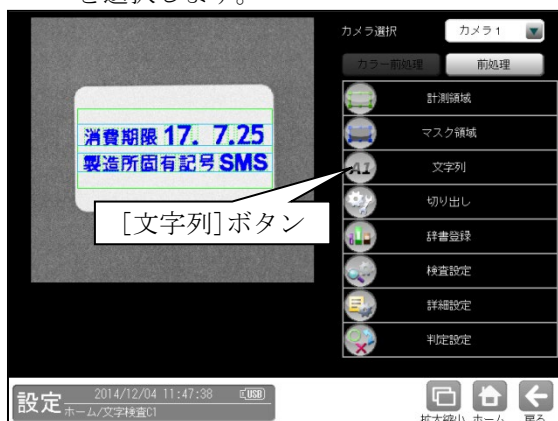 を選択します。
カメラ選択
カメラ1
カラー前処理
前処理
計測領域
マスク領域
文字列
切り出し
辞書登録
検査設定
詳細設定
判定設定
消費期限 17. 7.25
製造所固有記号 SMS
[文字列]ボタン
設定
2014/12/04 11:47:38
USB
ホーム/文字検査01
拡大縮小
ホーム
戻る